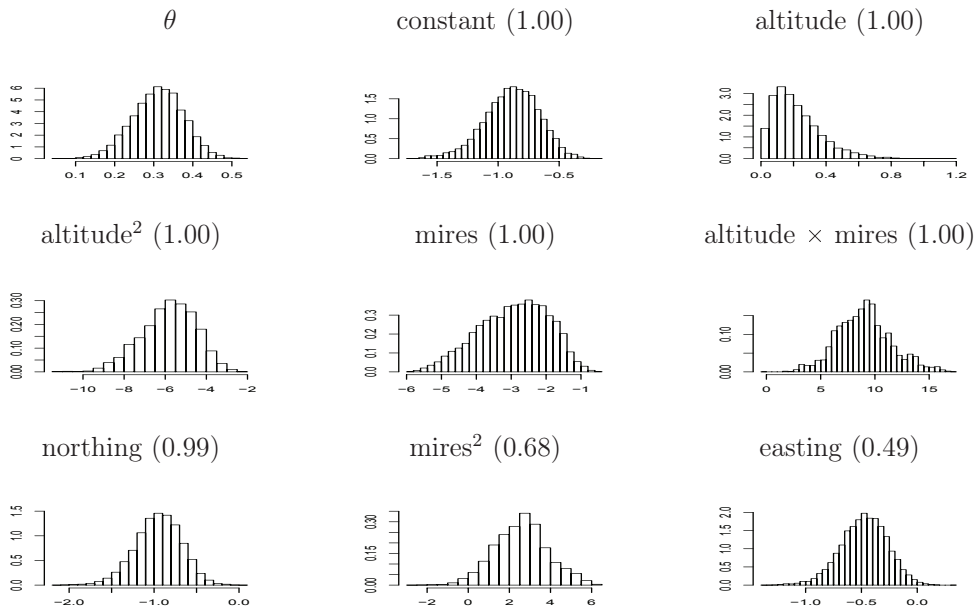 θ constant (1.00) altitude (1.00)
0 1 2 3 4 5 6
0.1 0.2 0.3 0.4 0.5
0.0 0.5 1.0 1.5
−1.5 −1.0 −0.5
0.0 1.0 2.0 3.0
0.0 0.4 0.8 1.2
altitude² (1.00) mires (1.00) altitude × mires (1.00)
0.00 0.10 0.20 0.30
−10 −8 −6 −4 −2
0.0 0.1 0.2 0.3
−6 −5 −4 −3 −2 −1
0.00 0.10
0 5 10 15
northing (0.99) mires² (0.68) easting (0.49)
0.0 0.5 1.0 1.5
−2.0 −1.0 0.0
0.00 0.15 0.30
−2 0 2 4 6
0.0 0.5 1.0 1.5 2.0
−1.0 0.0